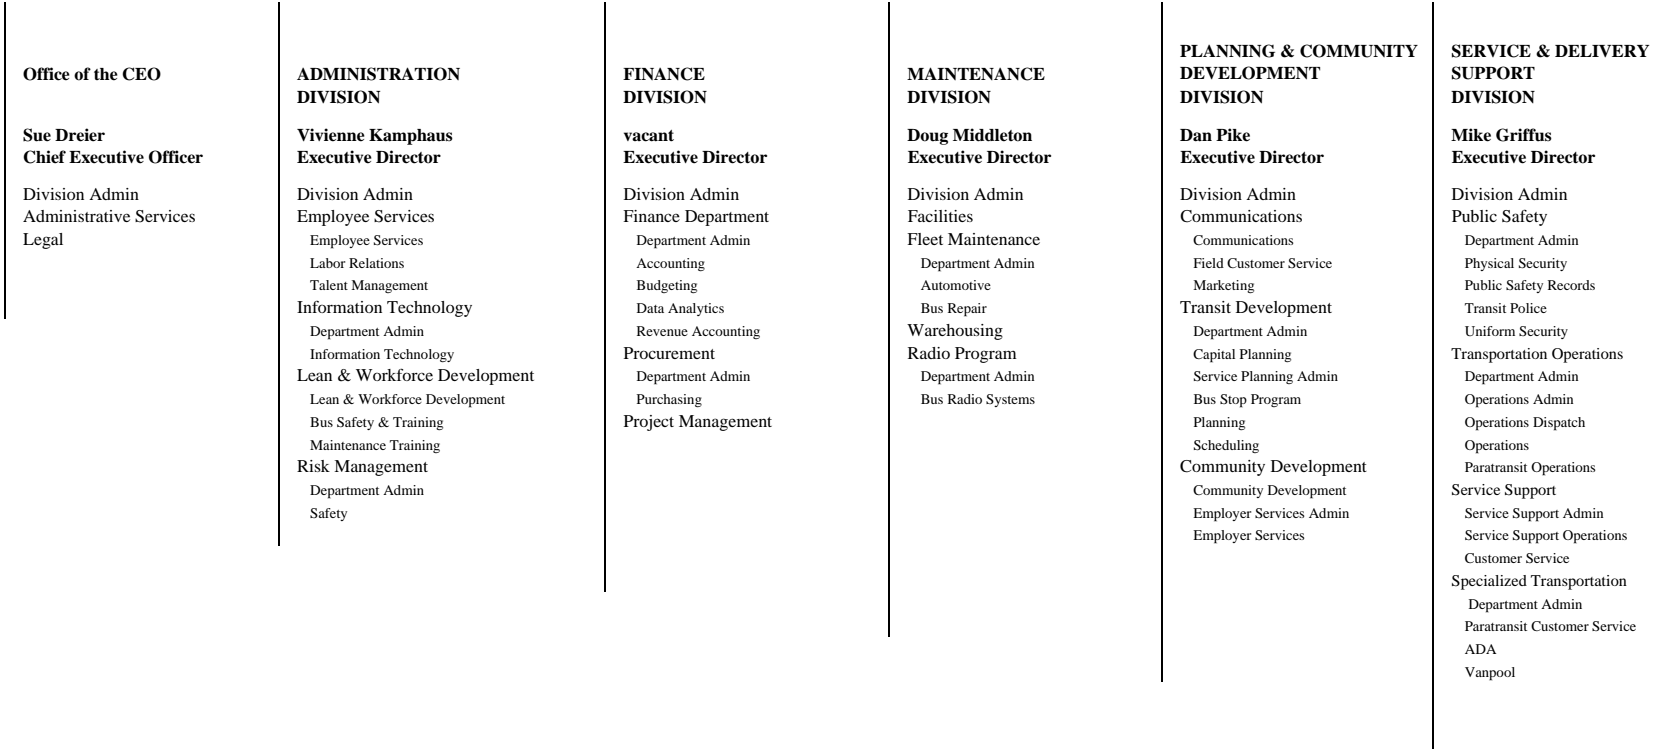 Office of the CEO
Sue Dreier
Chief Executive Officer
Division Admin
Administrative Services
Legal
ADMINISTRATION
DIVISION
Vivienne Kamphaus
Executive Director
Division Admin
Employee Services
Employee Services
Labor Relations
Talent Management
Information Technology
Department Admin
Information Technology
Lean & Workforce Development
Lean & Workforce Development
Bus Safety & Training
Maintenance Training
Risk Management
Department Admin
Safety
FINANCE
DIVISION
vacant
Executive Director
Division Admin
Finance Department
Department Admin
Accounting
Budgeting
Data Analytics
Revenue Accounting
Procurement
Department Admin
Purchasing
Project Management
MAINTENANCE
DIVISION
Doug Middleton
Executive Director
Division Admin
Facilities
Fleet Maintenance
Department Admin
Automotive
Bus Repair
Warehousing
Radio Program
Department Admin
Bus Radio Systems
PLANNING & COMMUNITY
DEVELOPMENT
DIVISION
Dan Pike
Executive Director
Division Admin
Communications
Communications
Field Customer Service
Marketing
Transit Development
Department Admin
Capital Planning
Service Planning Admin
Bus Stop Program
Planning
Scheduling
Community Development
Community Development
Employer Services Admin
Employer Services
SERVICE & DELIVERY
SUPPORT
DIVISION
Mike Griffus
Executive Director
Division Admin
Public Safety
Department Admin
Physical Security
Public Safety Records
Transit Police
Uniform Security
Transportation Operations
Department Admin
Operations Admin
Operations Dispatch
Operations
Paratransit Operations
Service Support
Service Support Admin
Service Support Operations
Customer Service
Specialized Transportation
Department Admin
Paratransit Customer Service
ADA
Vanpool